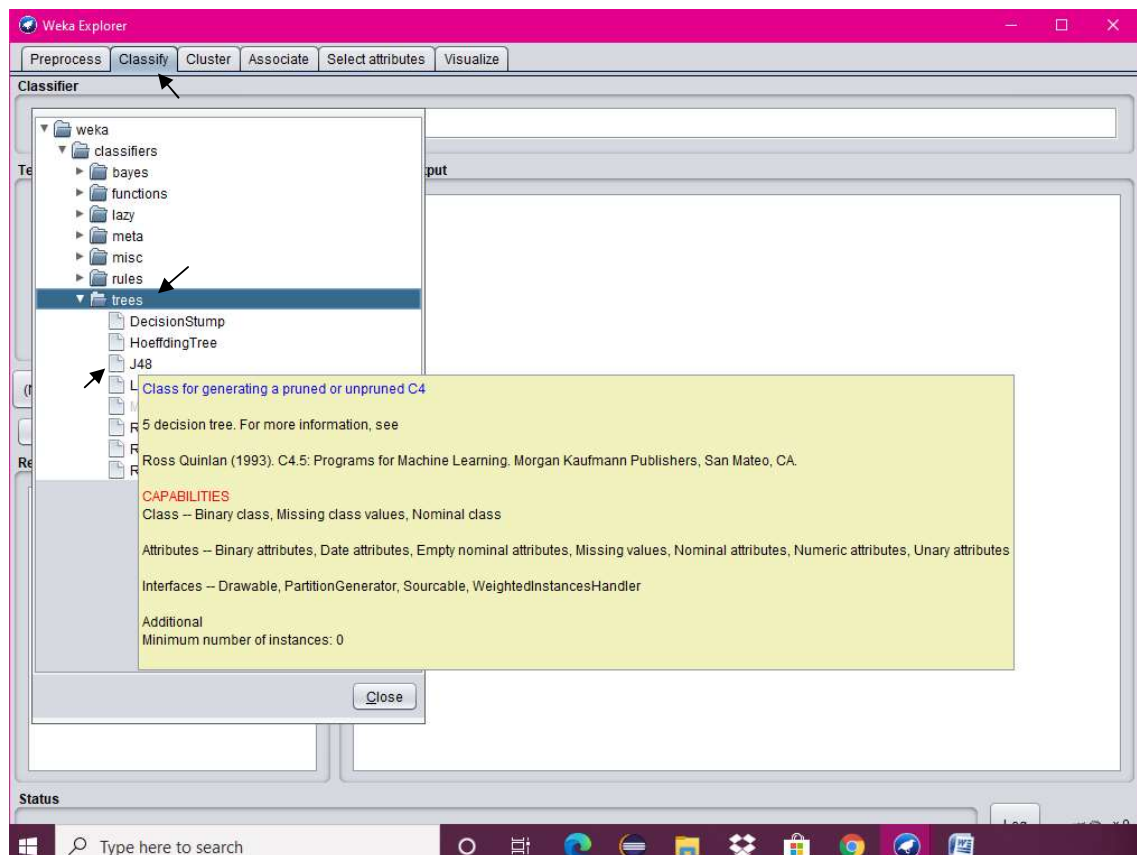 Weka Explorer
Preprocess Classify Cluster Associate Select attributes Visualize
Classifier
weka
classifiers
Te put
bayes
functions
lazy
meta
misc
rules
trees
DecisionStump
HoeffdingTree
J48
L
M
R
R
R
Re
Class for generating a pruned or unpruned C4
5 decision tree. For more information, see
Ross Quinlan (1993). C4.5: Programs for Machine Learning. Morgan Kaufmann Publishers, San Mateo, CA.
CAPABILITIES
Class -- Binary class, Missing class values, Nominal class
Attributes -- Binary attributes, Date attributes, Empty nominal attributes, Missing values, Nominal attributes, Numeric attributes, Unary attributes
Interfaces -- Drawable, PartitionGenerator, Sourcable, WeightedInstancesHandler
Additional
Minimum number of instances: 0
Close
Status
Type here to search